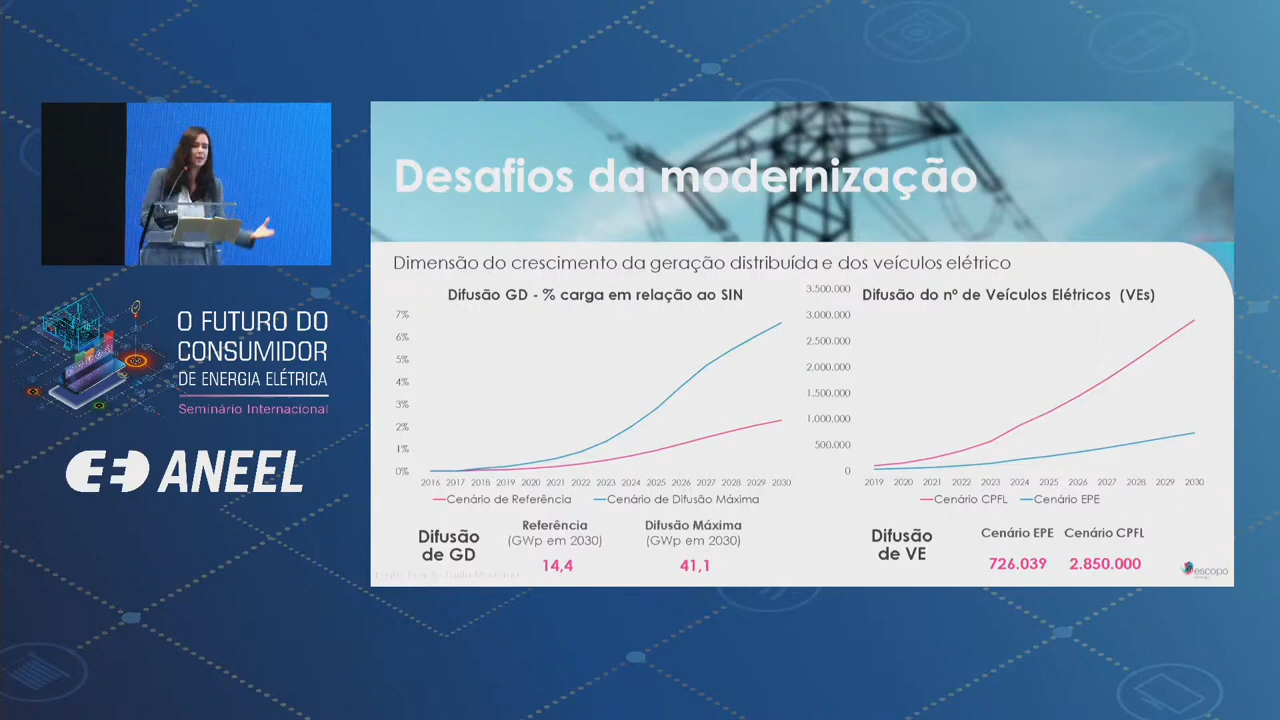 Desafios da modernização
Dimensão do crescimento da geração distribuída e dos veículos elétrico
Difusão GD - % carga em relação ao SIN
7%
6%
5%
4%
3%
2%
1%
0%
2016 2017 2018 2019 2020 2021 2022 2023 2024 2025 2026 2027 2028 2029 2030
Cenário de Referência Cenário de Difusão Máxima
Difusão do nº de Veículos Elétricos (VEs)
3.500.000
3.000.000
2.500.000
2.000.000
1.500.000
1.000.000
500.000
0
2019 2020 2021 2022 2023 2024 2025 2026 2027 2028 2029 2030
Cenário CPFL Cenário EPE
Difusão
de GD
Referência
(GWp em 2030)
14,4
Difusão Máxima
(GWp em 2030)
41,1
Difusão
de VE
Cenário EPE Cenário CPFL
726.039 2.850.000
escopo
O FUTURO DO
CONSUMIDOR
DE ENERGIA ELÉTRICA
Seminário Internacional
ANEEL